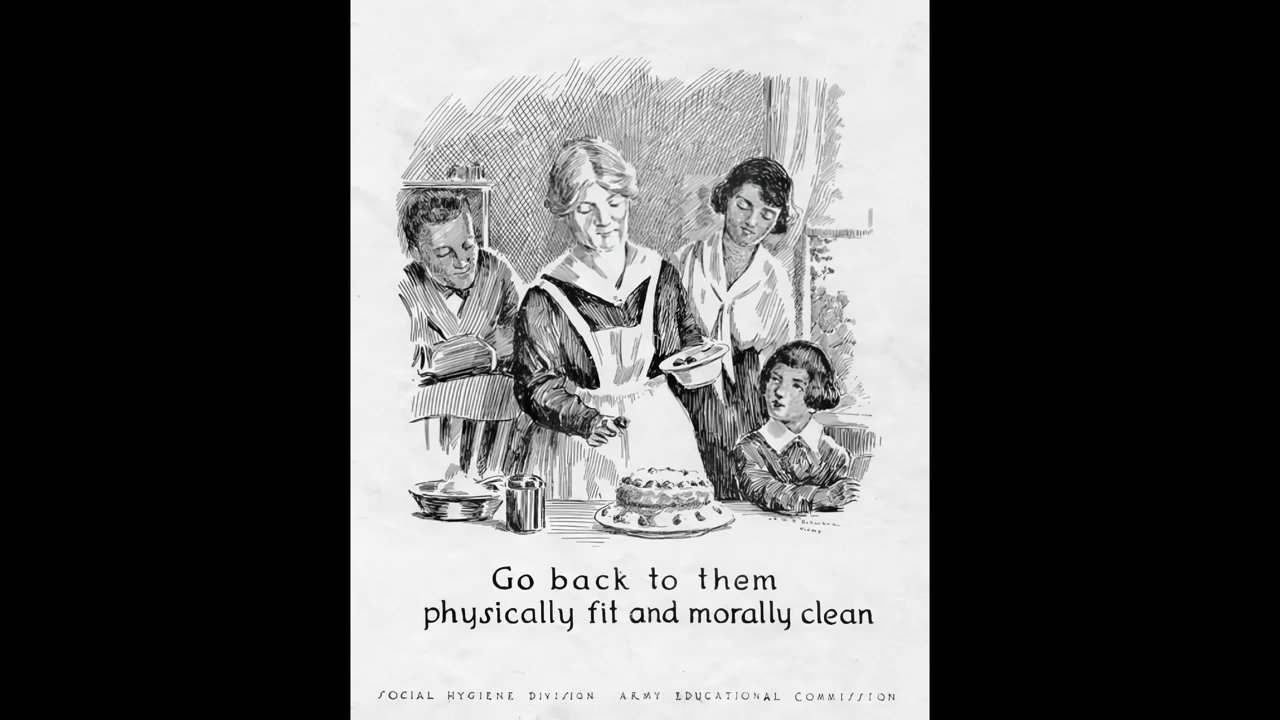 Go back to them
physically fit and morally clean
SOCIAL HYGIENE DIVISION ARMY EDUCATIONAL COMMISSION